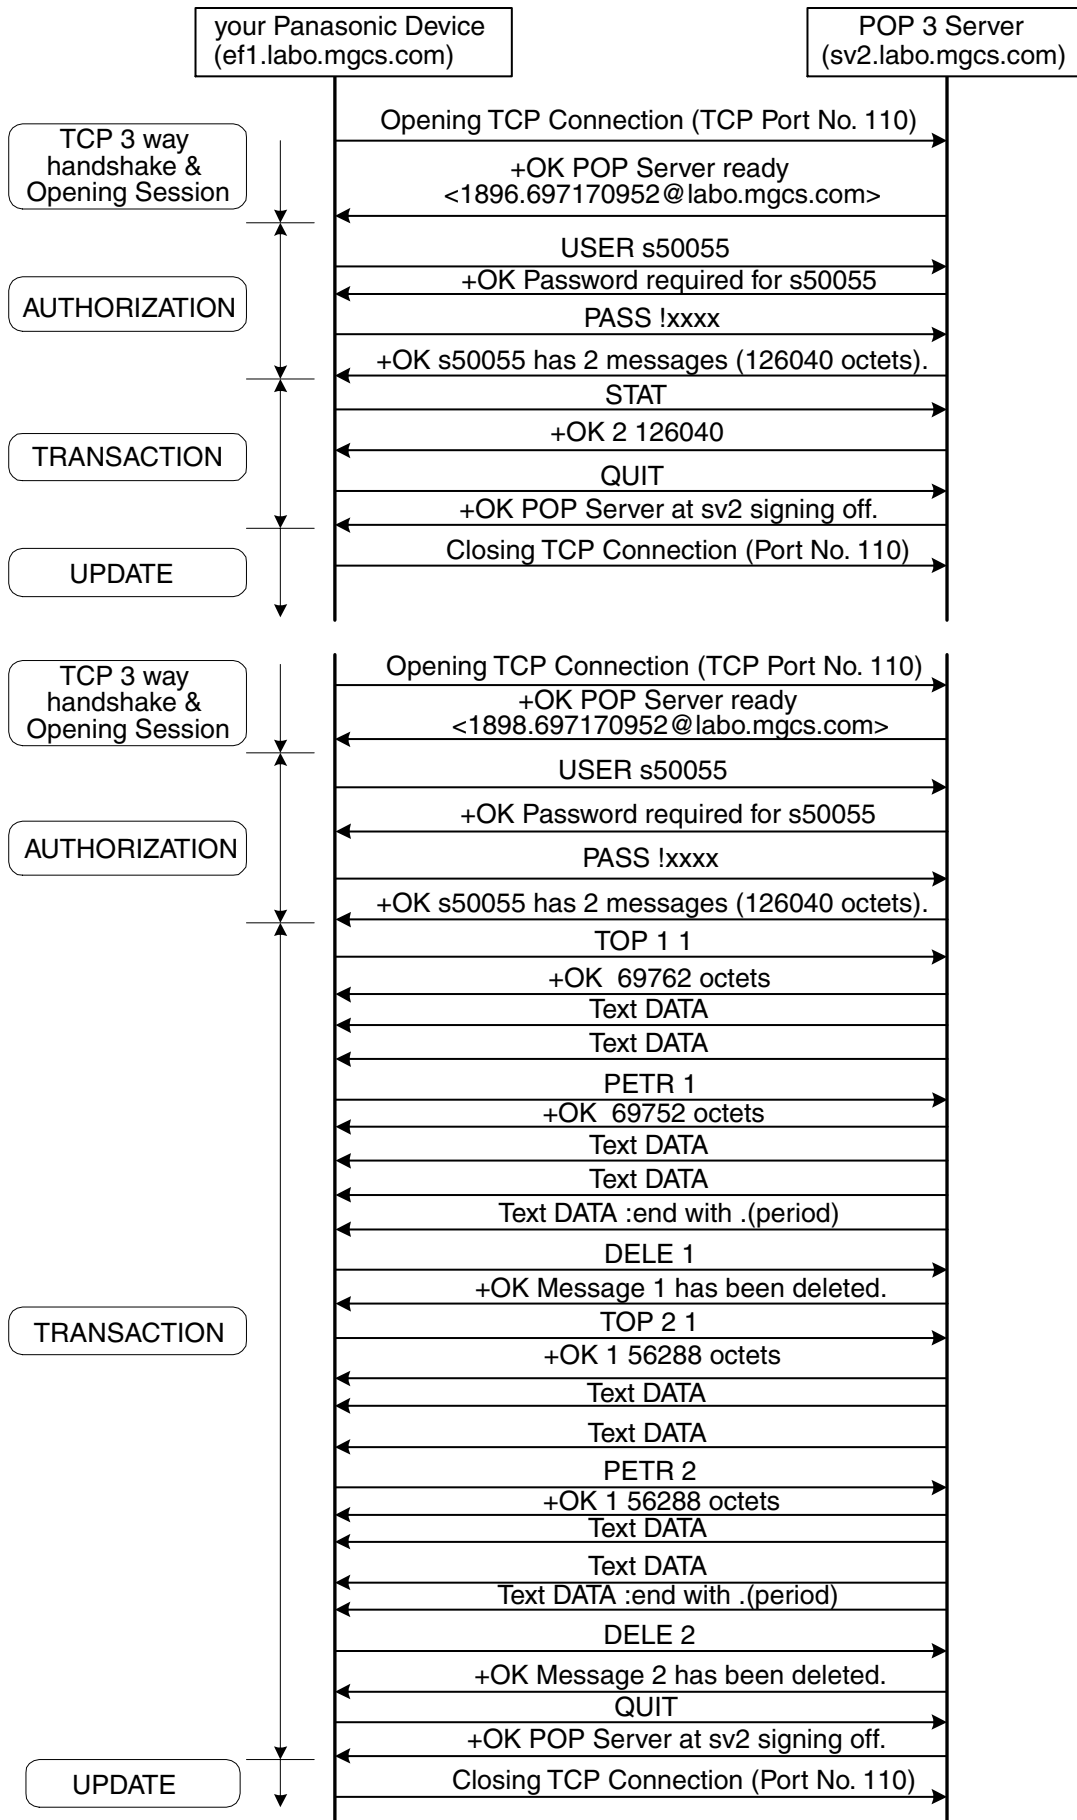 your Panasonic Device
(ef1.labo.mgcs.com)
POP 3 Server
(sv2.labo.mgcs.com)
TCP 3 way
handshake &
Opening Session
Opening TCP Connection (TCP Port No. 110)
+OK POP Server ready
<1896.697170952@labo.mgcs.com>
AUTHORIZATION
USER s50055
+OK Password required for s50055
PASS !xxxx
+OK s50055 has 2 messages (126040 octets).
TRANSACTION
STAT
+OK 2 126040
QUIT
+OK POP Server at sv2 signing off.
UPDATE
Closing TCP Connection (Port No. 110)
TCP 3 way
handshake &
Opening Session
Opening TCP Connection (TCP Port No. 110)
+OK POP Server ready
<1898.697170952@labo.mgcs.com>
AUTHORIZATION
USER s50055
+OK Password required for s50055
PASS !xxxx
+OK s50055 has 2 messages (126040 octets).
TRANSACTION
TOP 1 1
+OK 69762 octets
Text DATA
Text DATA
PETR 1
+OK 69752 octets
Text DATA
Text DATA
Text DATA :end with .(period)
DELE 1
+OK Message 1 has been deleted.
TOP 2 1
+OK 1 56288 octets
Text DATA
Text DATA
PETR 2
+OK 1 56288 octets
Text DATA
Text DATA
Text DATA :end with .(period)
DELE 2
+OK Message 2 has been deleted.
QUIT
+OK POP Server at sv2 signing off.
UPDATE
Closing TCP Connection (Port No. 110)